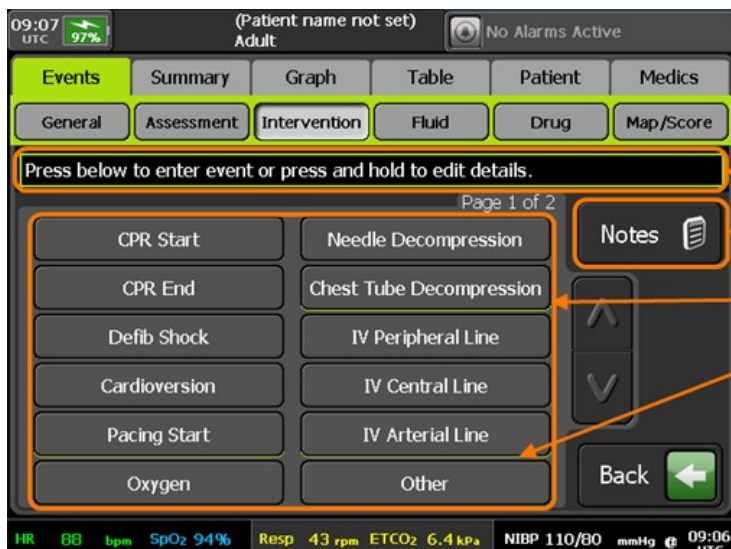 09:07
UTC
97%
(Patient name not set)
Adult
No Alarms Active
Events Summary Graph Table Patient Medics
General Assessment Intervention Fluid Drug Map/Score
Press below to enter event or press and hold to edit details.
Page 1 of 2
Notes
CPR Start Needle Decompression
CPR End Chest Tube Decompression
Defib Shock IV Peripheral Line
Cardioversion IV Central Line
Pacing Start IV Arterial Line
Oxygen Other
Back
HR 88 bpm SpO2 94% Resp 43 rpm ETCO2 6.4 kPa NIBP 110/80 mmHg @ 09:06
UTC